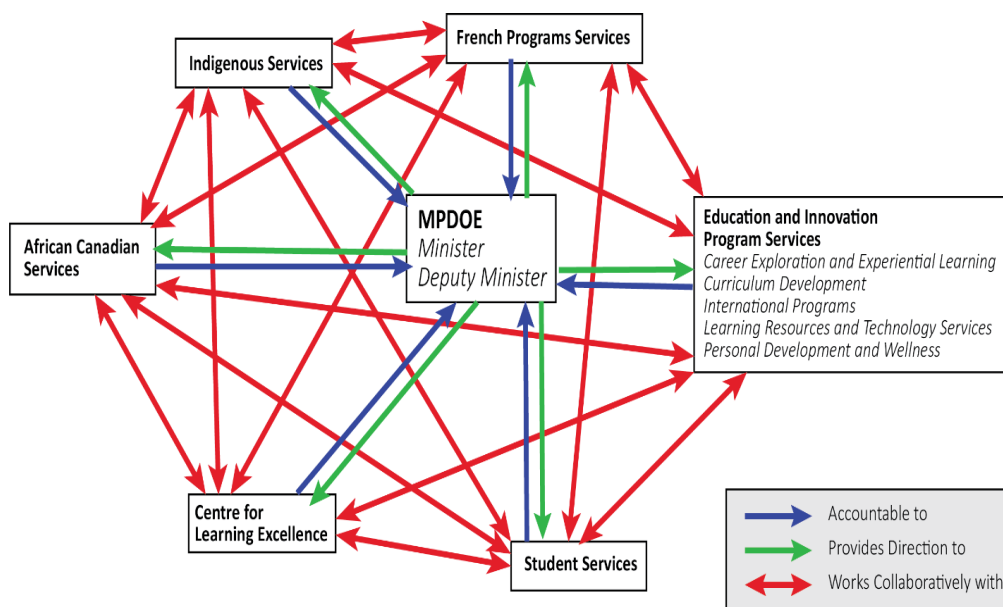 French Programs Services
Indigenous Services
MPDOE
Minister
Deputy Minister
Education and Innovation
Program Services
Career Exploration and Experiential Learning
Curriculum Development
International Programs
Learning Resources and Technology Services
Personal Development and Wellness
African Canadian
Services
Centre for
Learning Excellence
Student Services
Accountable to
Provides Direction to
Works Collaboratively with